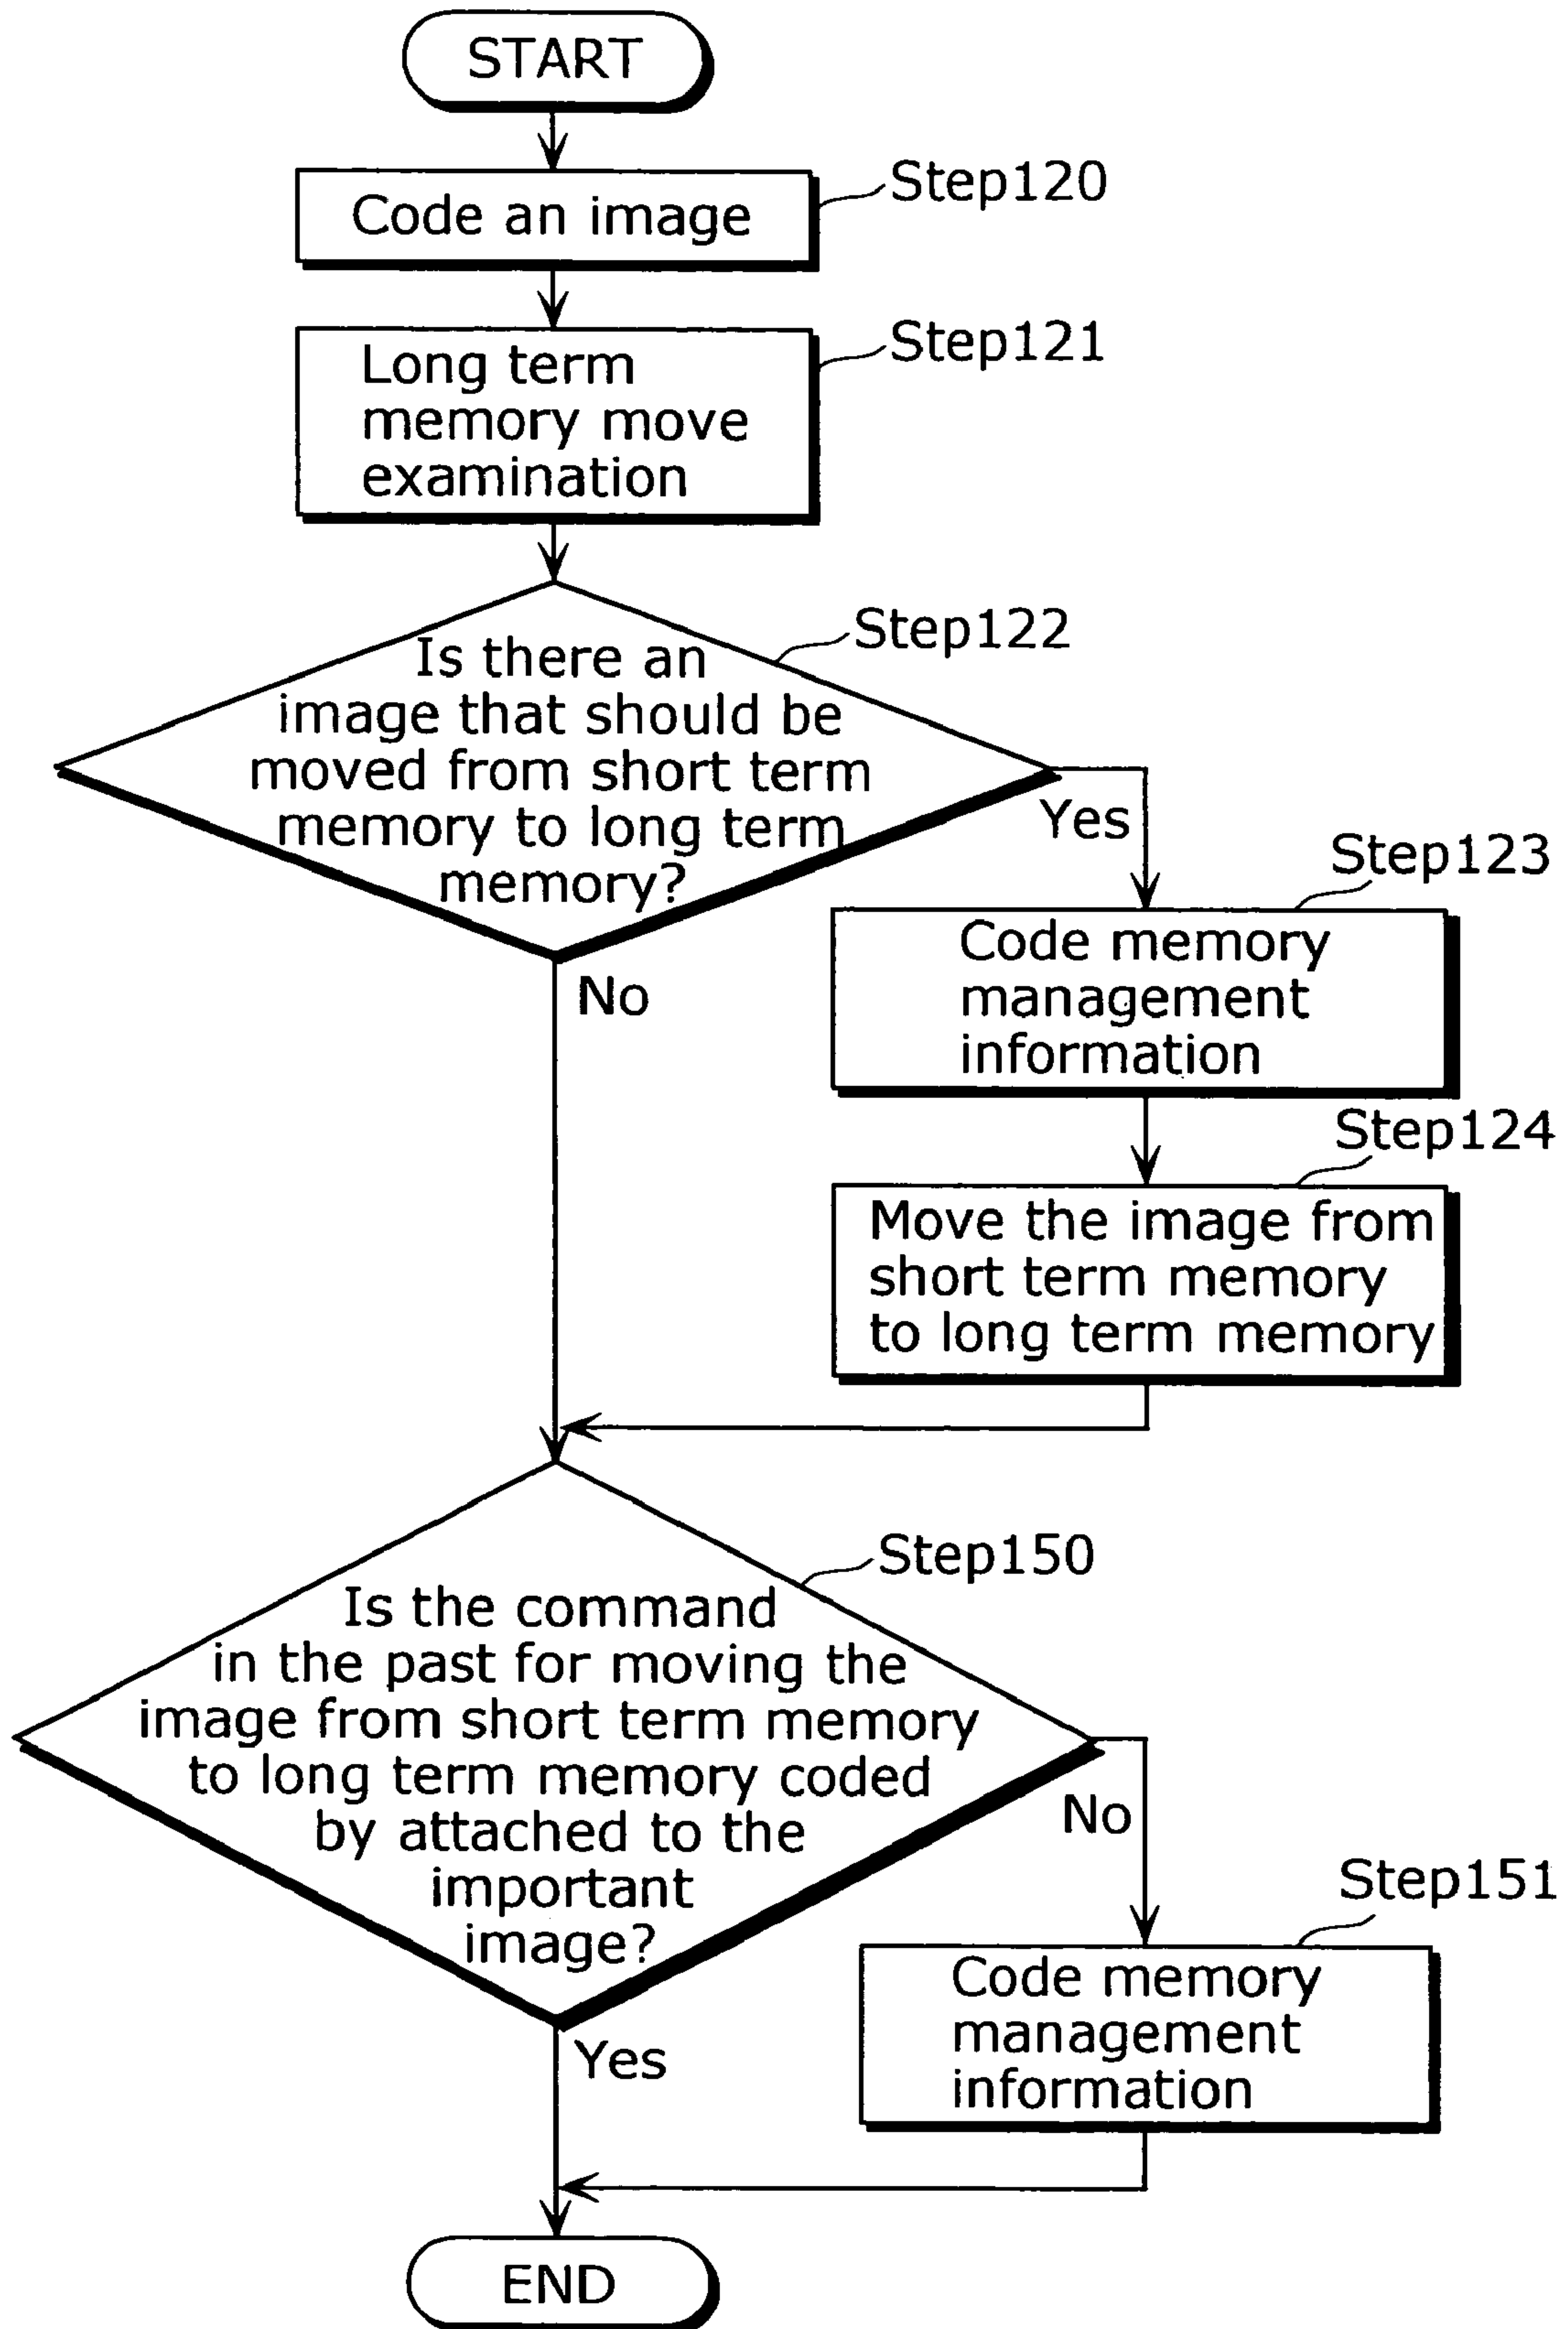 START
Code an image
Step120
Long term
memory move
examination
Step121
Step122
Is there an
image that should be
moved from short term
memory to long term
memory?
Yes
No
Step123
Code memory
management
information
Step124
Move the image from
short term memory
to long term memory
Step150
Is the command
in the past for moving the
image from short term memory
to long term memory coded
by attached to the
important
image?
No
Yes
Step151
Code memory
management
information
END